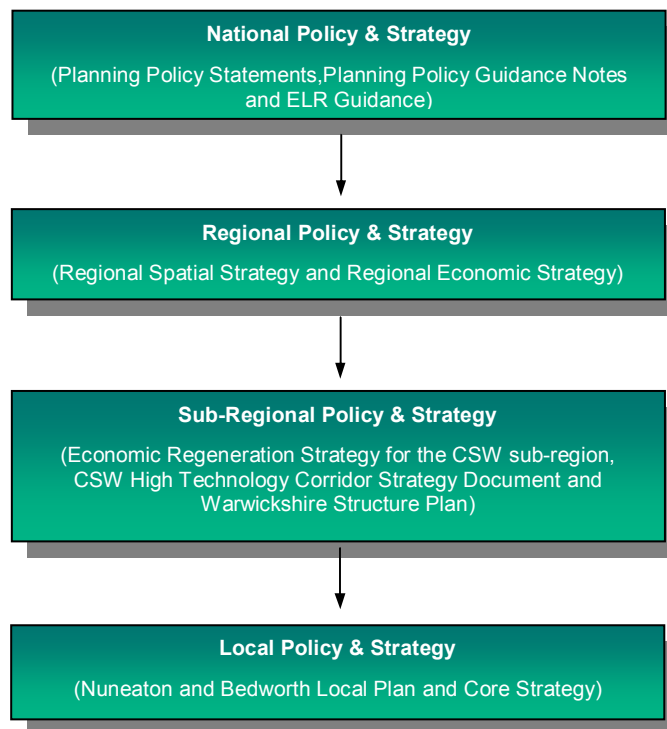 National Policy & Strategy
(Planning Policy Statements,Planning Policy Guidance Notes
and ELR Guidance)
Regional Policy & Strategy
(Regional Spatial Strategy and Regional Economic Strategy)
Sub-Regional Policy & Strategy
(Economic Regeneration Strategy for the CSW sub-region,
CSW High Technology Corridor Strategy Document and
Warwickshire Structure Plan)
Local Policy & Strategy
(Nuneaton and Bedworth Local Plan and Core Strategy)